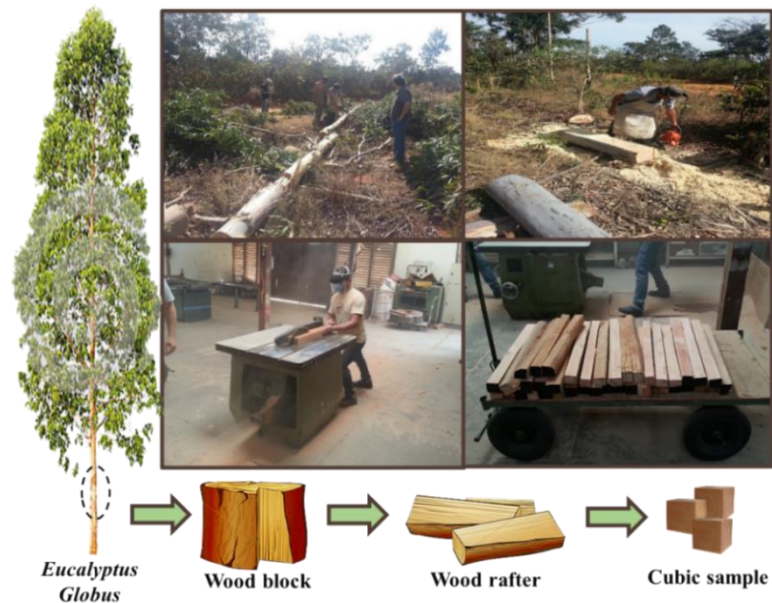 Eucalyptus
Globus
Wood block
Wood rafter
Cubic sample